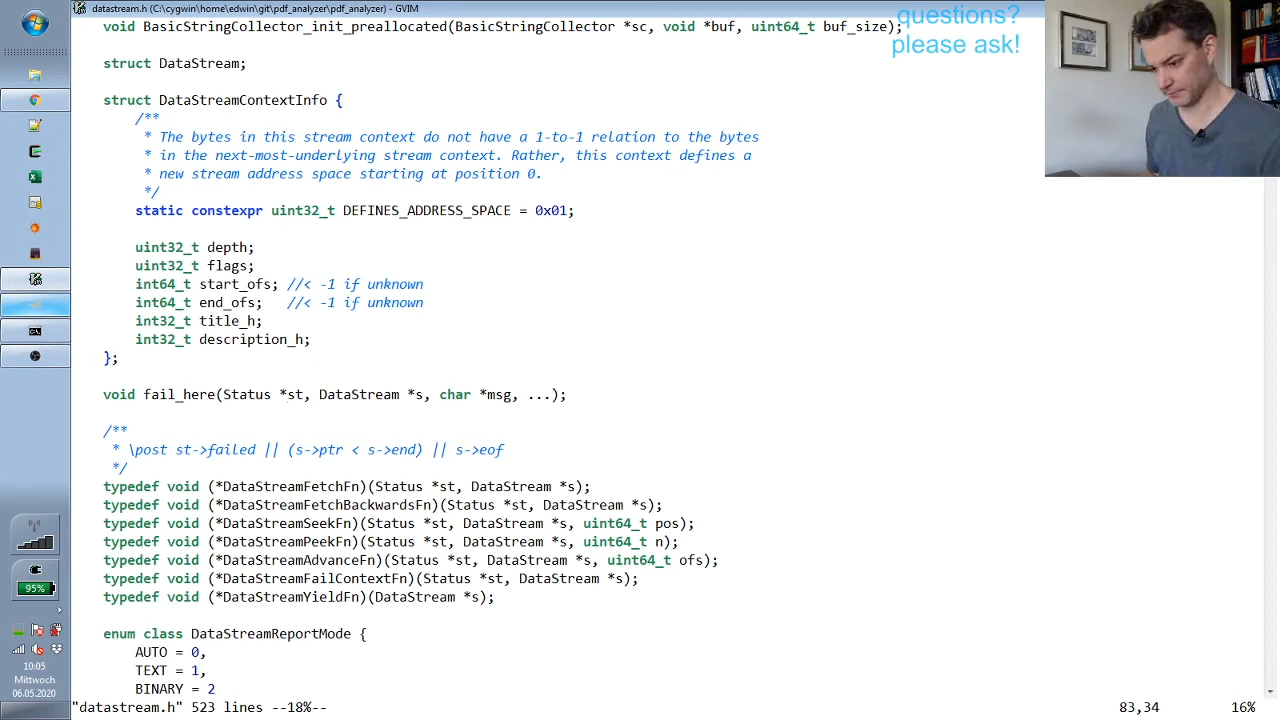 datastream.h (C:\cygwin\home\edwin\git\pdf_analyzer\pdf_analyzer) - GVIM
questions?
please ask!
void BasicStringCollector_init_preallocated(BasicStringCollector *sc, void *buf, uint64_t buf_size);
struct DataStream;
struct DataStreamContextInfo {
/**
* The bytes in this stream context do not have a 1-to-1 relation to the bytes
* in the next-most-underlying stream context. Rather, this context defines a
* new stream address space starting at position 0.
*/
static constexpr uint32_t DEFINES_ADDRESS_SPACE = 0x01;
uint32_t depth;
uint32_t flags;
int64_t start_ofs; //< -1 if unknown
int64_t end_ofs;   //< -1 if unknown
int32_t title_h;
int32_t description_h;
};
void fail_here(Status *st, DataStream *s, char *msg, ...);
/**
* \post st->failed || (s->ptr < s->end) || s->eof
*/
typedef void (*DataStreamFetchFn)(Status *st, DataStream *s);
typedef void (*DataStreamFetchBackwardsFn)(Status *st, DataStream *s);
typedef void (*DataStreamSeekFn)(Status *st, DataStream *s, uint64_t pos);
typedef void (*DataStreamPeekFn)(Status *st, DataStream *s, uint64_t n);
typedef void (*DataStreamAdvanceFn)(Status *st, DataStream *s, uint64_t ofs);
typedef void (*DataStreamFailContextFn)(Status *st, DataStream *s);
typedef void (*DataStreamYieldFn)(DataStream *s);
enum class DataStreamReportMode {
AUTO = 0,
TEXT = 1,
BINARY = 2
"datastream.h" 523 lines --18%--
83,34
16%
95%
10:05
Mittwoch
06.05.2020